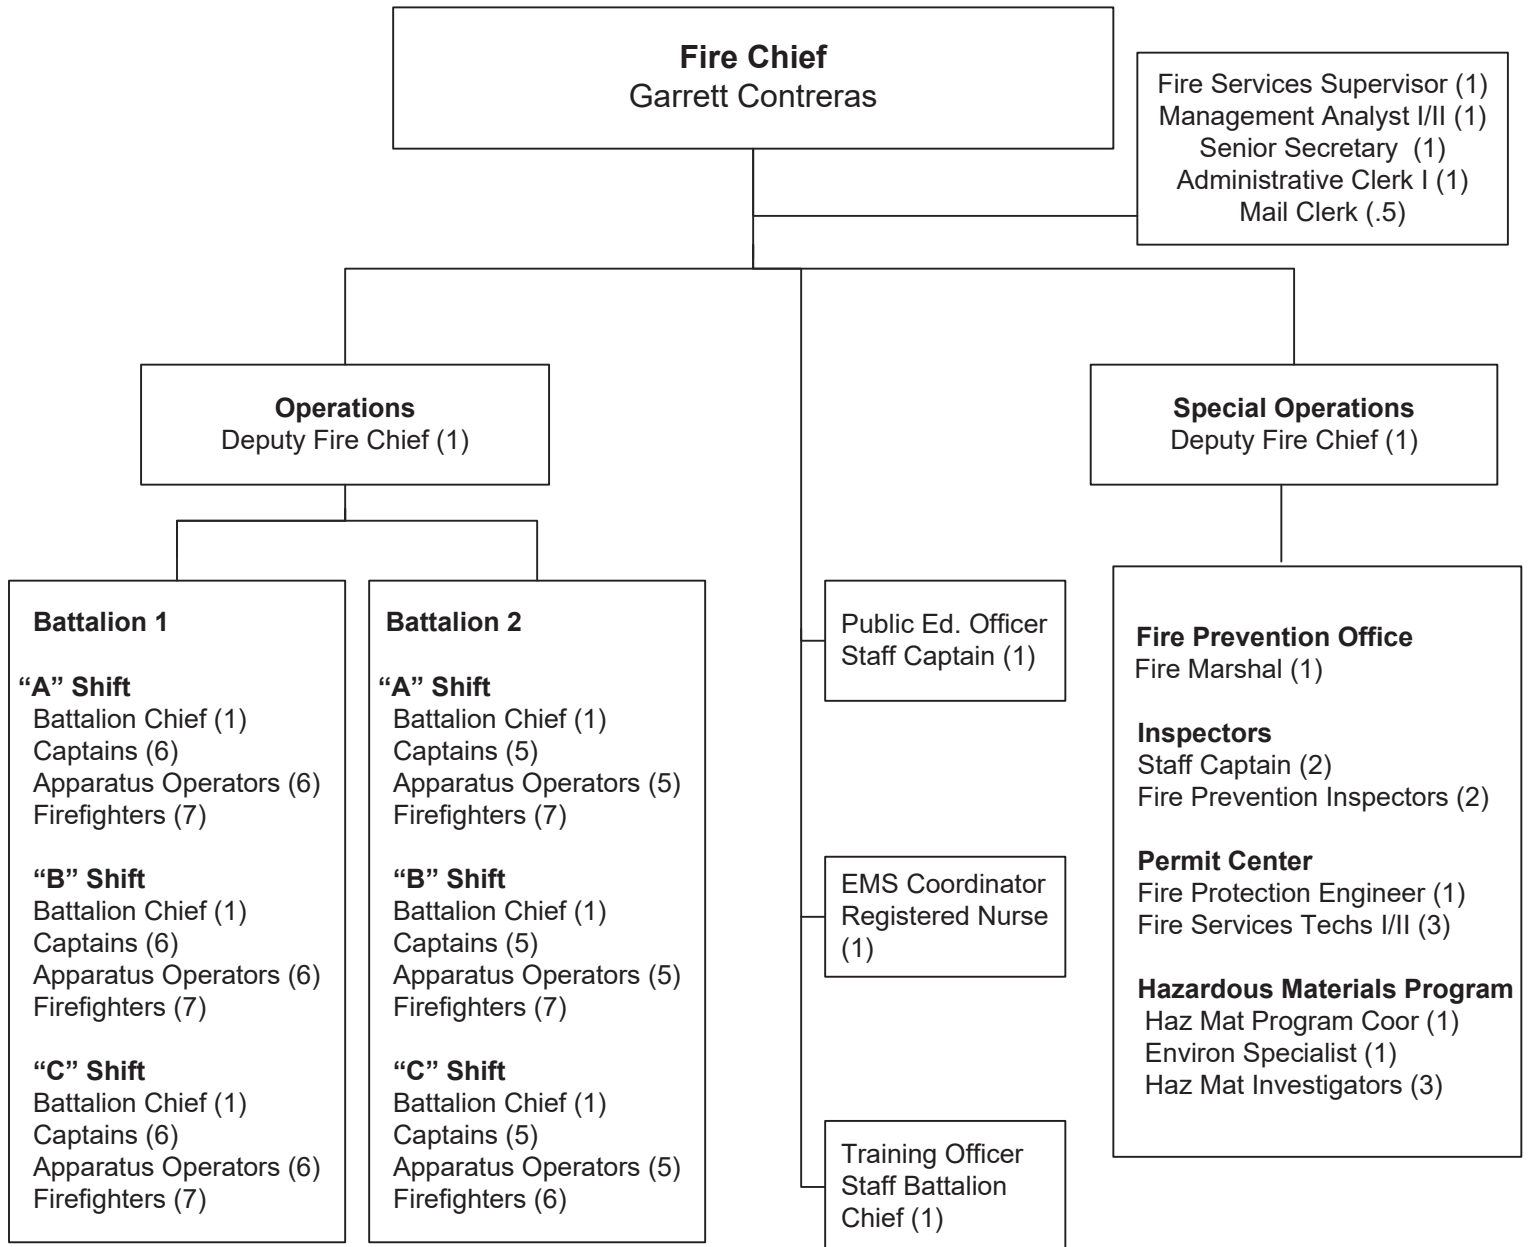 Fire Chief
Garrett Contreras
Fire Services Supervisor (1)
Management Analyst I/II (1)
Senior Secretary (1)
Administrative Clerk I (1)
Mail Clerk (.5)
Operations
Deputy Fire Chief (1)
Special Operations
Deputy Fire Chief (1)
Battalion 1
“A” Shift
Battalion Chief (1)
Captains (6)
Apparatus Operators (6)
Firefighters (7)
“B” Shift
Battalion Chief (1)
Captains (6)
Apparatus Operators (6)
Firefighters (7)
“C” Shift
Battalion Chief (1)
Captains (6)
Apparatus Operators (6)
Firefighters (7)
Battalion 2
“A” Shift
Battalion Chief (1)
Captains (5)
Apparatus Operators (5)
Firefighters (7)
“B” Shift
Battalion Chief (1)
Captains (5)
Apparatus Operators (5)
Firefighters (7)
“C” Shift
Battalion Chief (1)
Captains (5)
Apparatus Operators (5)
Firefighters (6)
Public Ed. Officer
Staff Captain (1)
EMS Coordinator
Registered Nurse
(1)
Training Officer
Staff Battalion
Chief (1)
Fire Prevention Office
Fire Marshal (1)
Inspectors
Staff Captain (2)
Fire Prevention Inspectors (2)
Permit Center
Fire Protection Engineer (1)
Fire Services Techs I/II (3)
Hazardous Materials Program
Haz Mat Program Coor (1)
Environ Specialist (1)
Haz Mat Investigators (3)